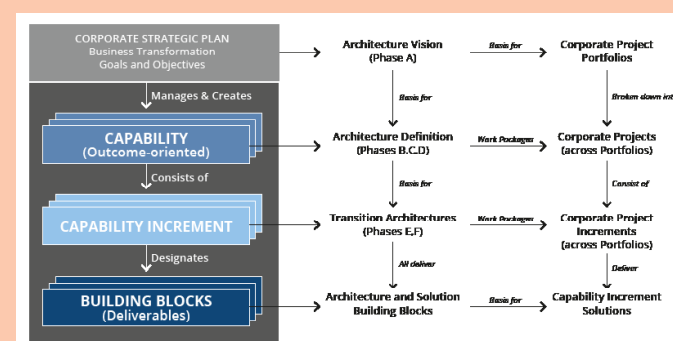 CORPORATE STRATEGIC PLAN
Business Transformation
Goals and Objectives
Architecture Vision
(Phase A)
Basis for
Corporate Project
Portfolios
Manages & Creates
Basis for
Broken down int
CAPABILITY
(Outcome-oriented)
Architecture Definition
(Phases B.C.D)
Work Packages
Corporate Projects
(across Portfolios)
Consists of
Basis for
Consist of
CAPABILITY INCREMENT
Transition Architectures
(Phases E,F)
Work Packages
Corporate Project
Increments
(across Portfolios)
Designates
All deliver
Deliver
BUILDING BLOCKS
(Deliverables)
Architecture and Solution
Building Blocks
Basis for
Capability Increment
Solutions